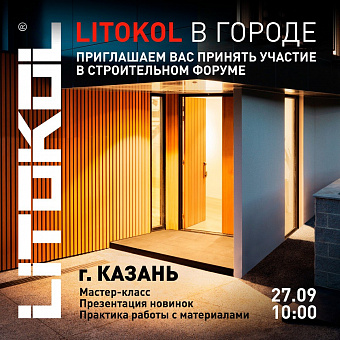 LITOKOL
®
LITOKOL В ГОРОДЕ
ПРИГЛАШАЕМ ВАС ПРИНЯТЬ УЧАСТИЕ
В СТРОИТЕЛЬНОМ ФОРУМЕ
г. КАЗАНЬ
Мастер-класс
Презентация новинок
Практика работы с материалами
27.09
10:00